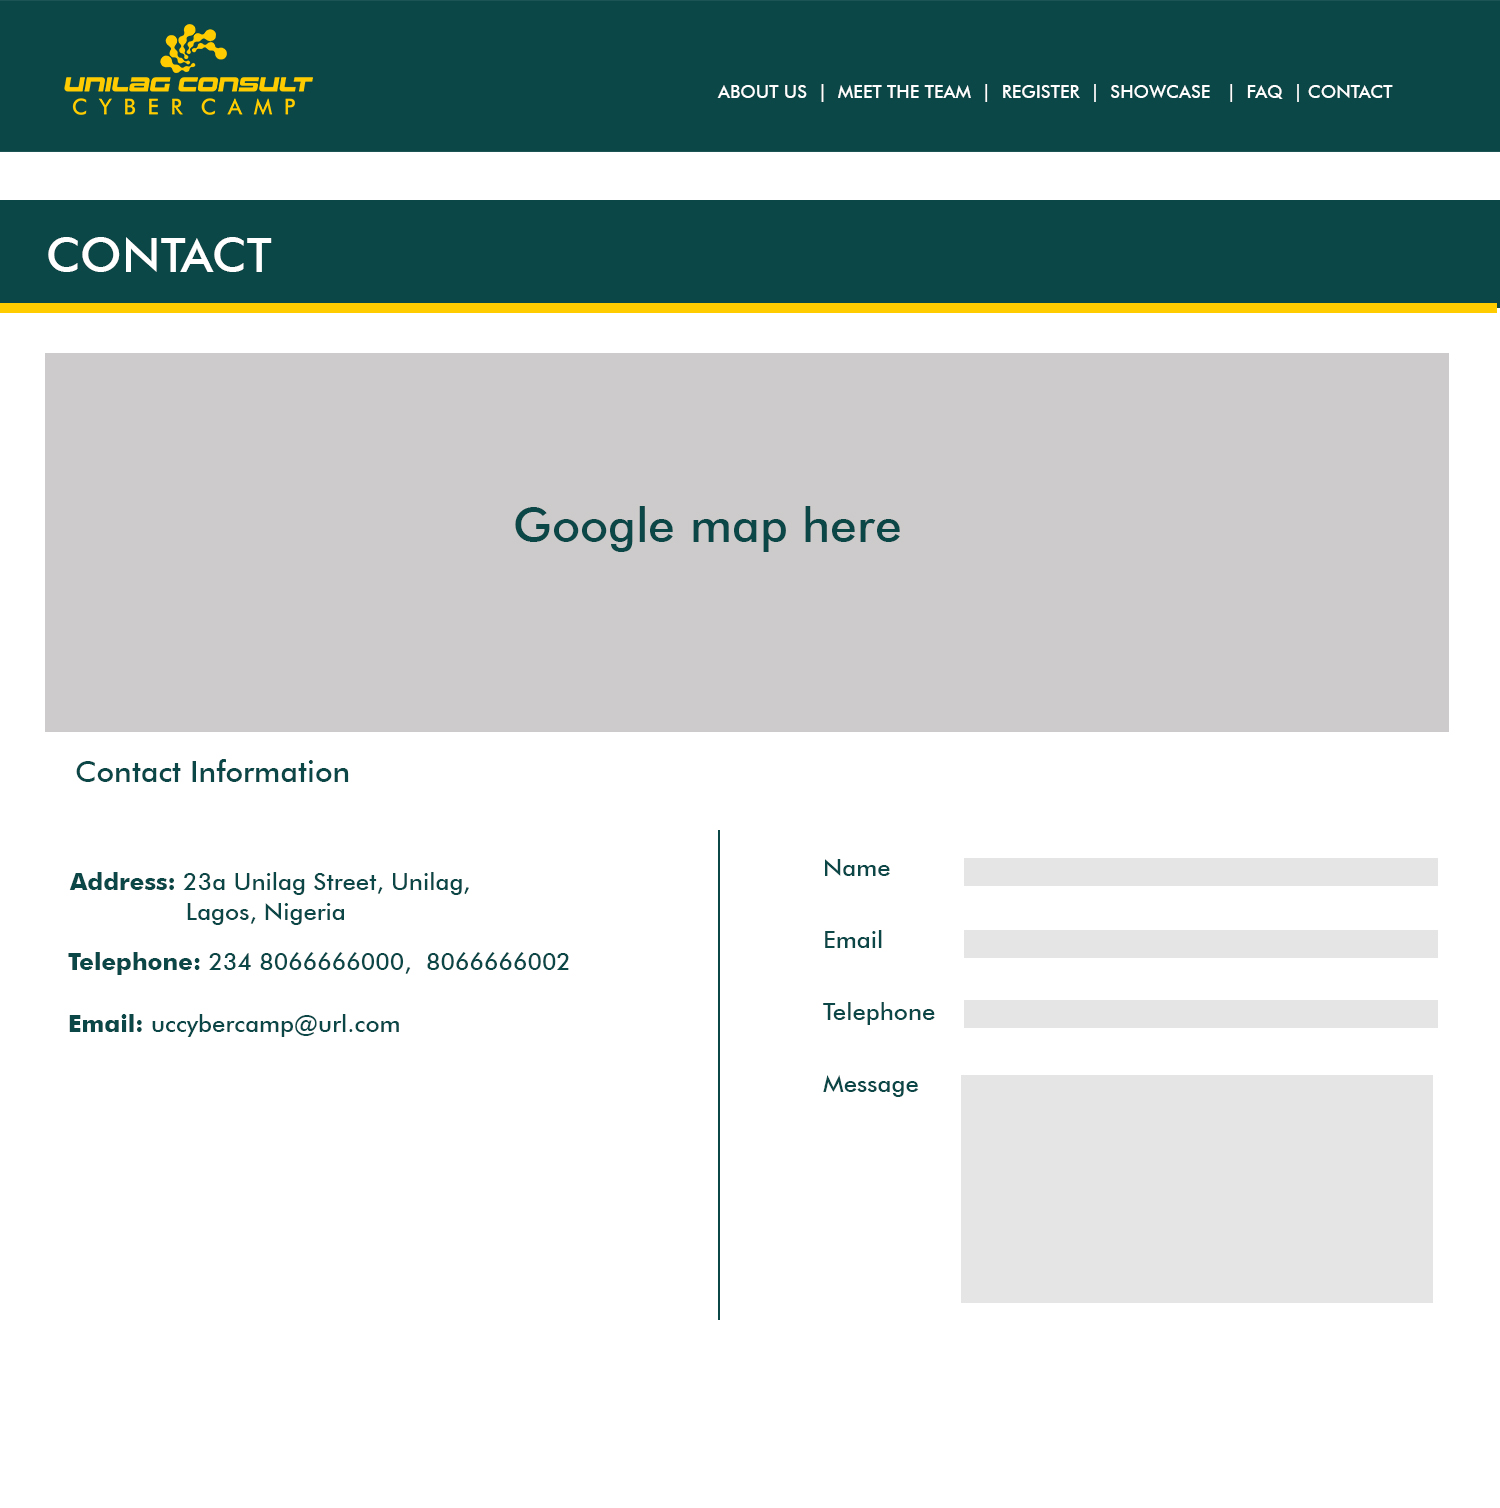 UNILAG CONSULT
CYBER CAMP
ABOUT US | MEET THE TEAM | REGISTER | SHOWCASE | FAQ | CONTACT
CONTACT
Google map here
Contact Information
Address: 23a Unilag Street, Unilag,
Lagos, Nigeria
Telephone: 234 8066666000, 8066666002
Email: uccybercamp@url.com
Name
Email
Telephone
Message